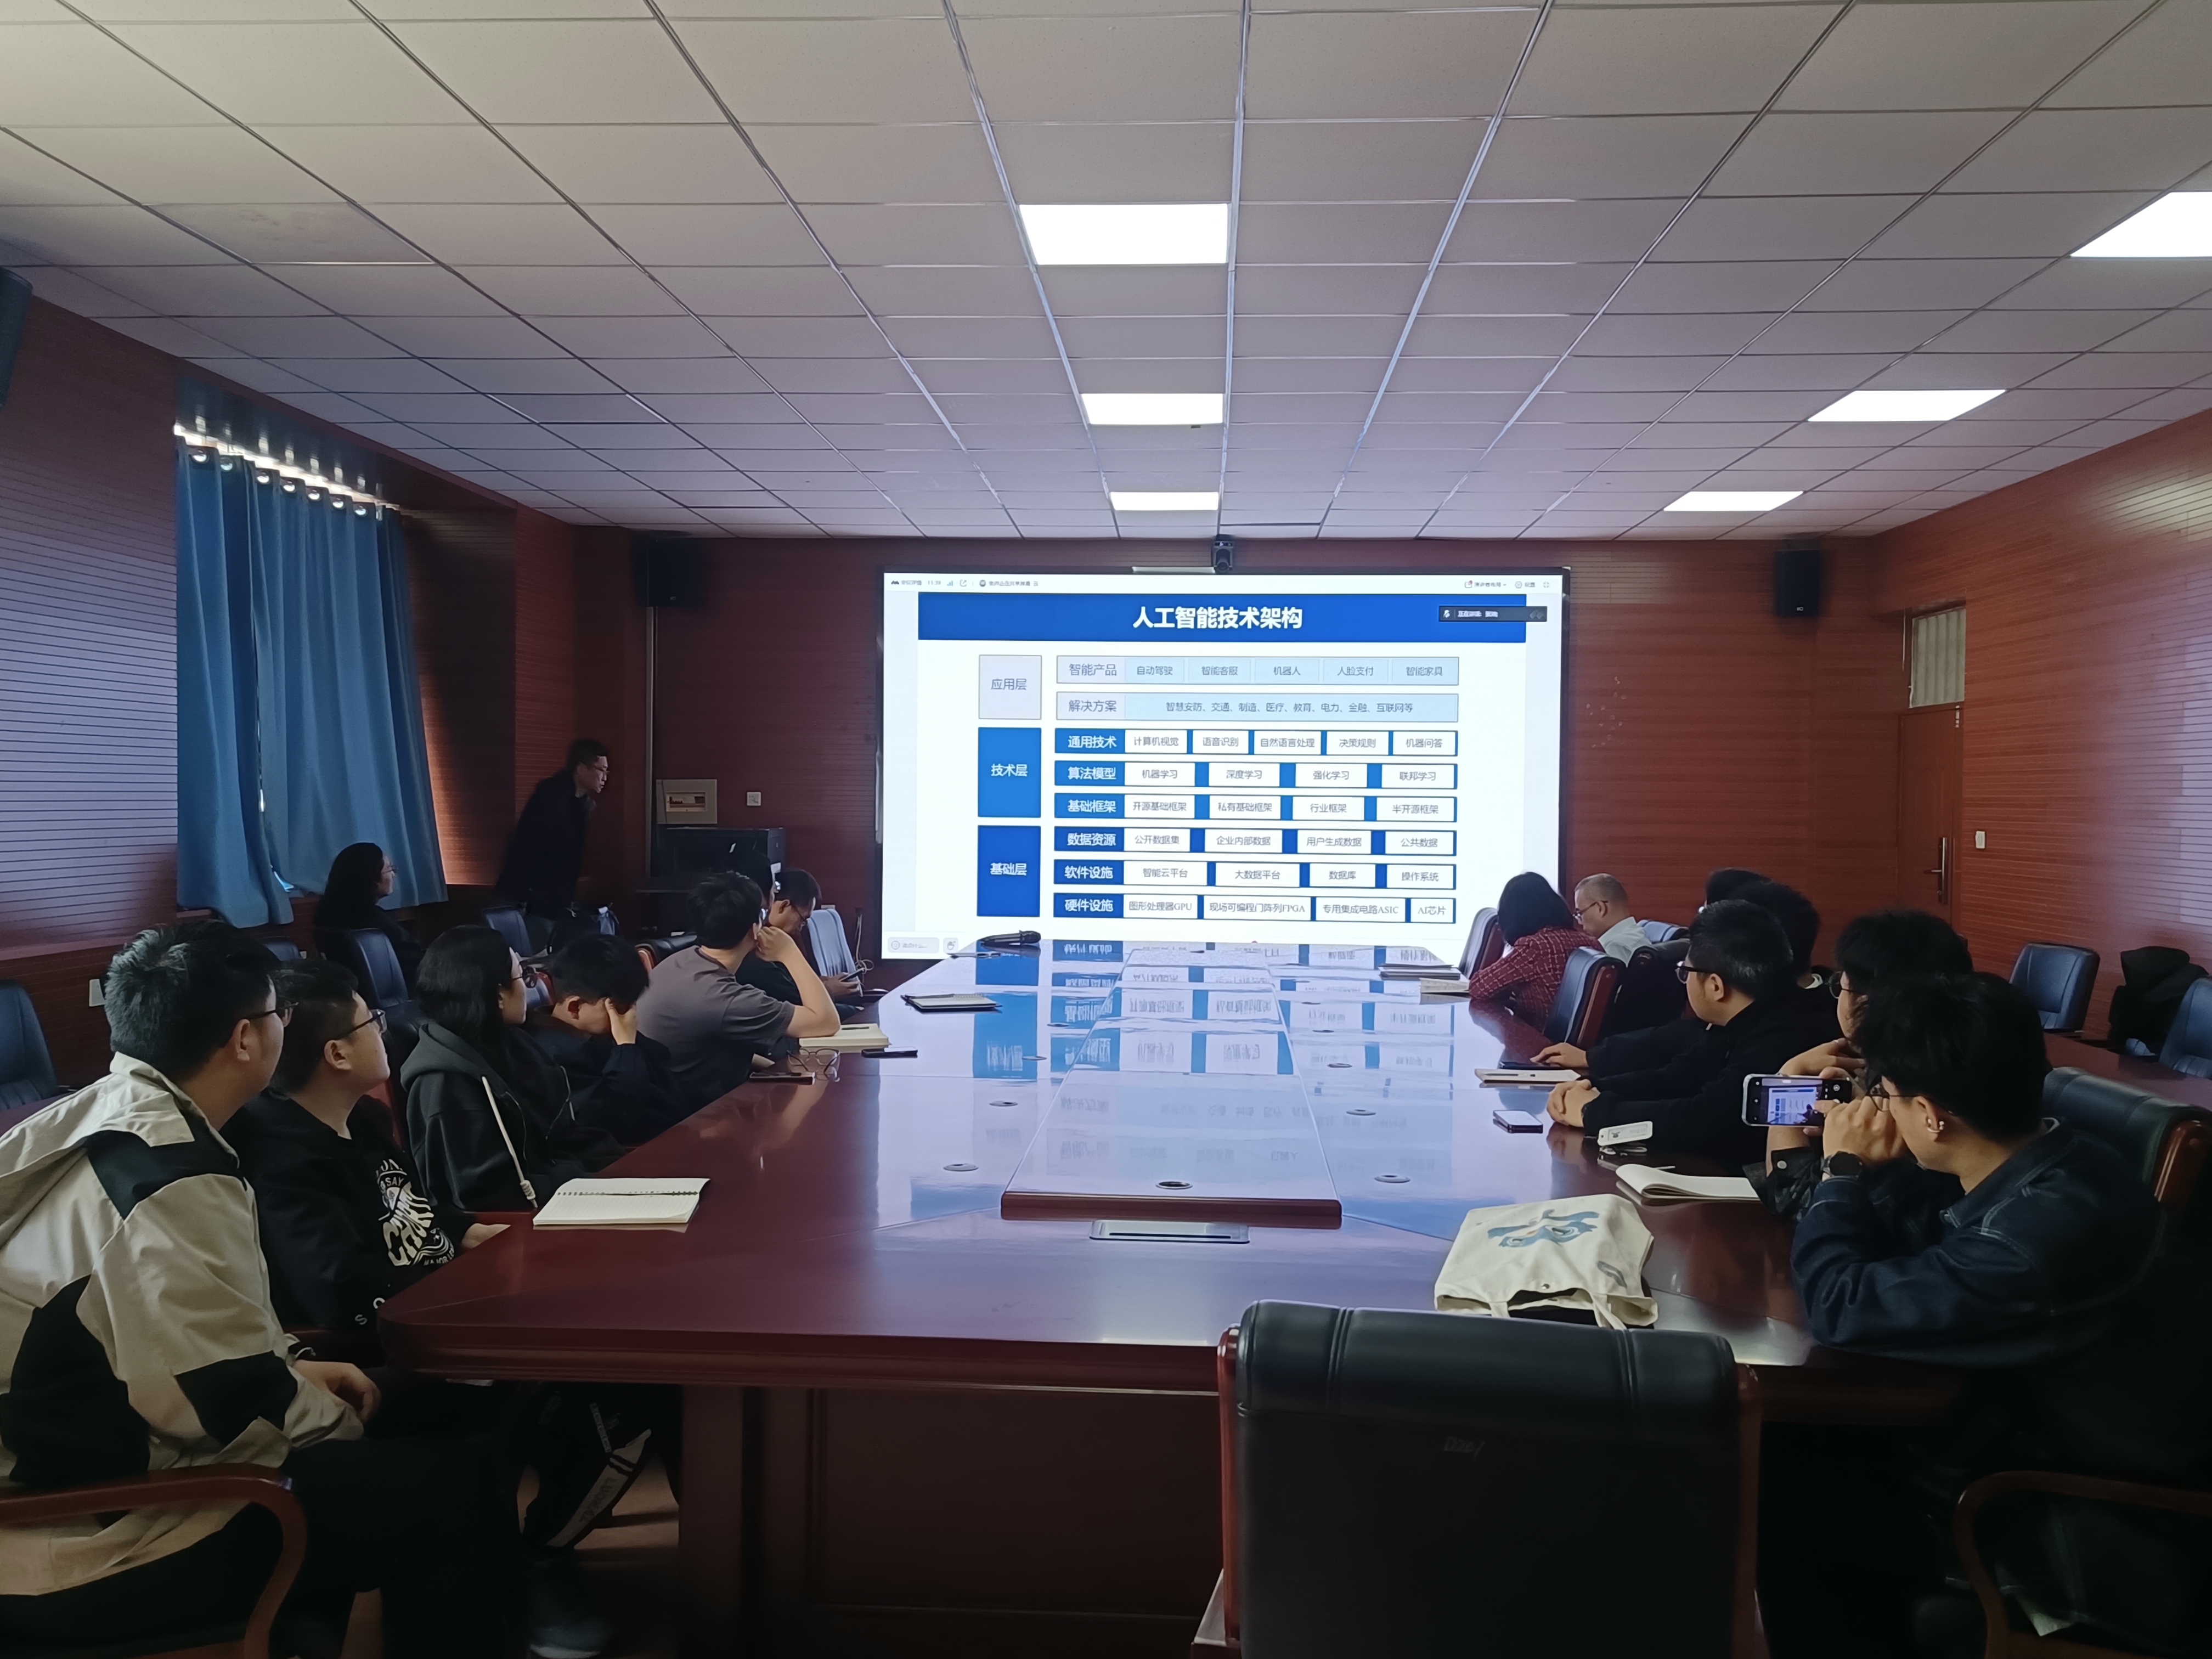 11:36
人工智能技术架构
应用层
智能产品 自动驾驶 智能客服 机器人 人脸支付 智能家具
解决方案 智慧安防、交通、制造、医疗、教育、电力、金融、互联网等
技术层
通用技术 计算机视觉 语音识别 自然语言处理 决策规则 机器问答
算法模型 机器学习 深度学习 强化学习 联邦学习
基础框架 开源基础框架 私有基础框架 行业框架 半开源框架
基础层
数据资源 公开数据集 企业内部数据 用户生成数据 公共数据
软件设施 智能云平台 大数据平台 数据库 操作系统
硬件设施 图形处理器GPU 现场可编程门阵列FPGA 专用集成电路ASIC AI芯片